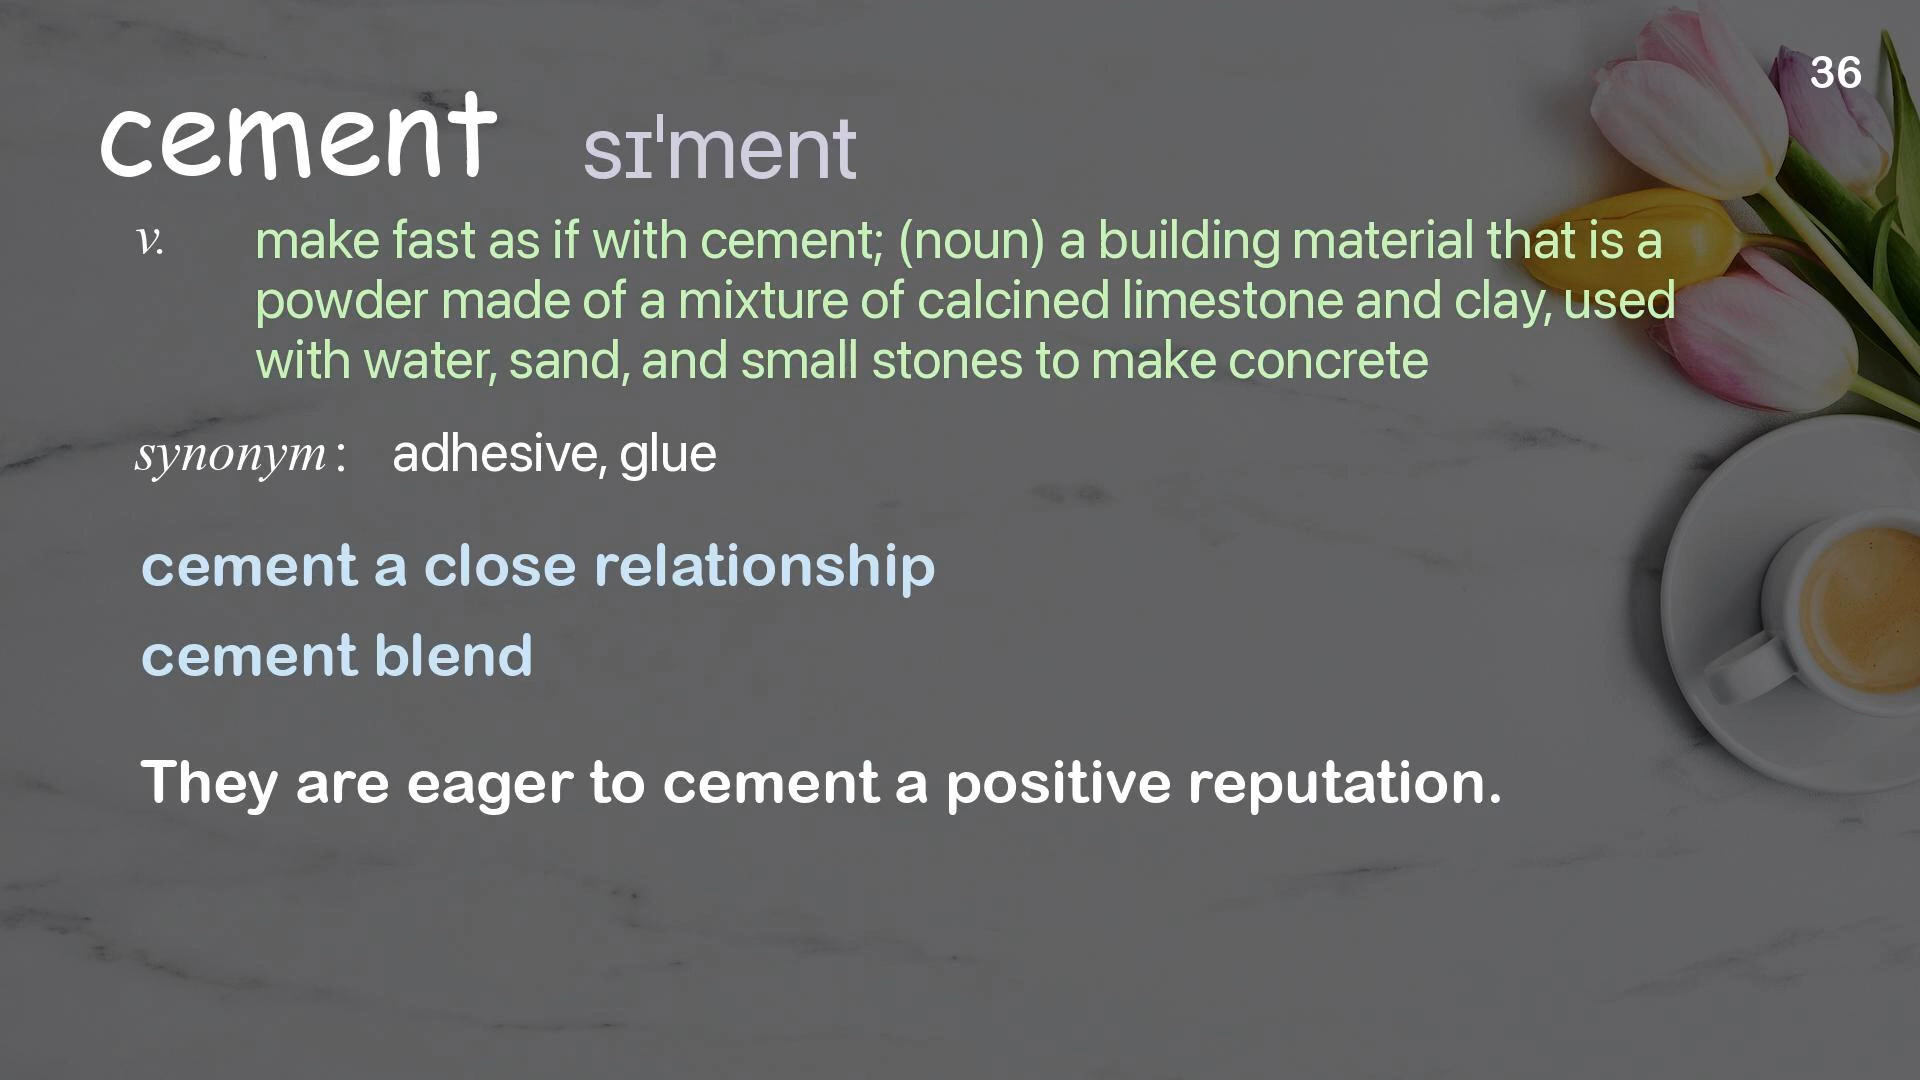 36
cement sɪˈment
v. make fast as if with cement; (noun) a building material that is a
powder made of a mixture of calcined limestone and clay, used
with water, sand, and small stones to make concrete
synonym : adhesive, glue
cement a close relationship
cement blend
They are eager to cement a positive reputation.